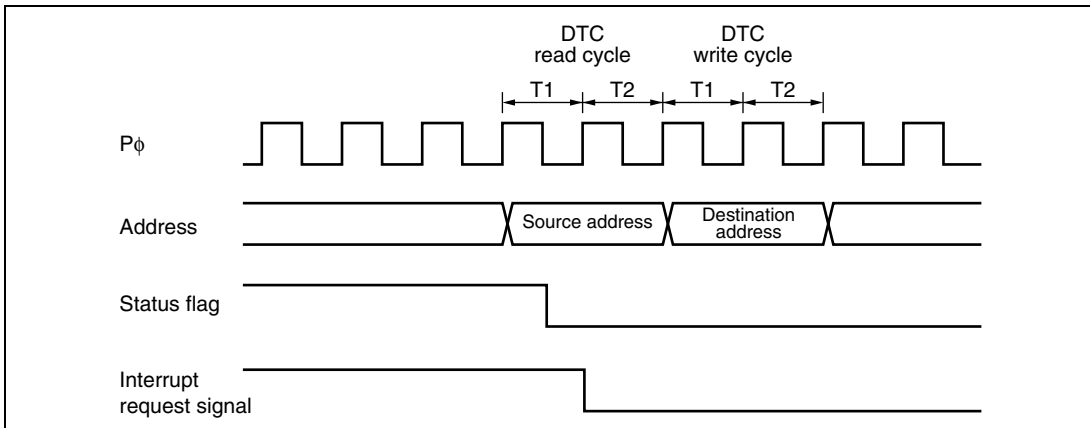 DTC DTC
read cycle write cycle
T1 T2 T1 T2
Pϕ
Address Source address Destination
address
Status flag
Interrupt
request signal